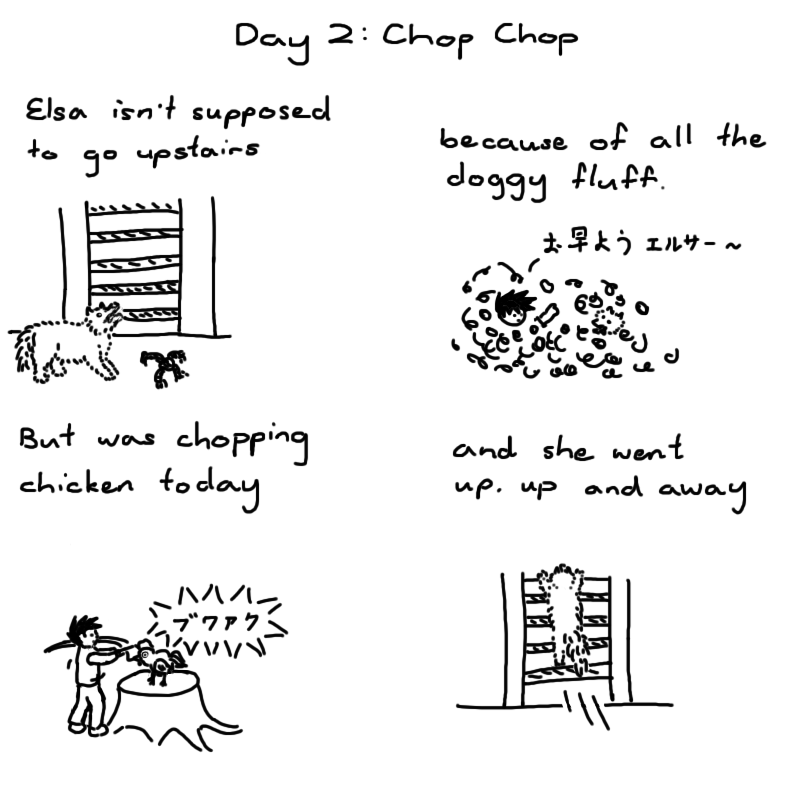 Day 2: Chop Chop
Elsa isn't supposed
to go upstairs
because of all the
doggy fluff.
お早よう エルサー～
But was chopping
chicken today
ブワァク
and she went
up. up and away